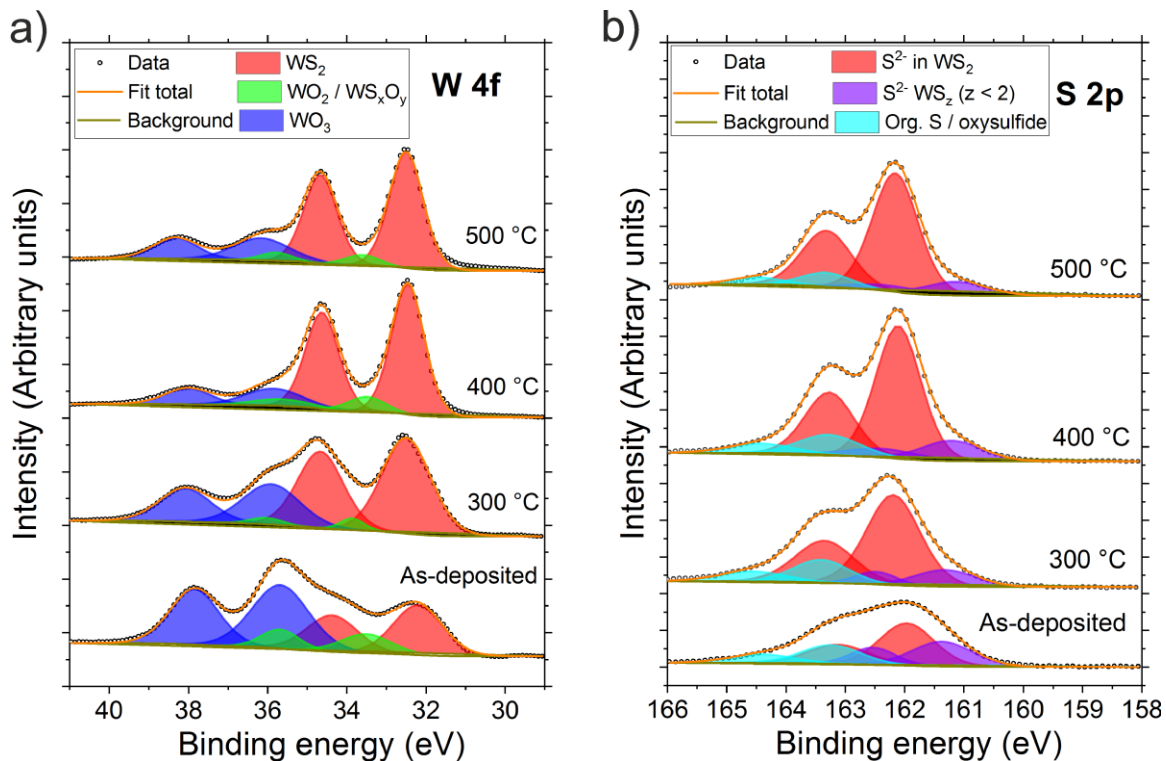 a)
Data
WS₂
Fit total
WO₂ / WSₓOᵧ
Background
WO₃
W 4f
500 °C
400 °C
300 °C
As-deposited
Intensity (Arbitrary units)
40 38 36 34 32 30
Binding energy (eV)
b)
Data
S²⁻ in WS₂
Fit total
S²⁻ WS_z (z < 2)
Background
Org. S / oxysulfide
S 2p
500 °C
400 °C
300 °C
As-deposited
Intensity (Arbitrary units)
166 165 164 163 162 161 160 159 158
Binding energy (eV)